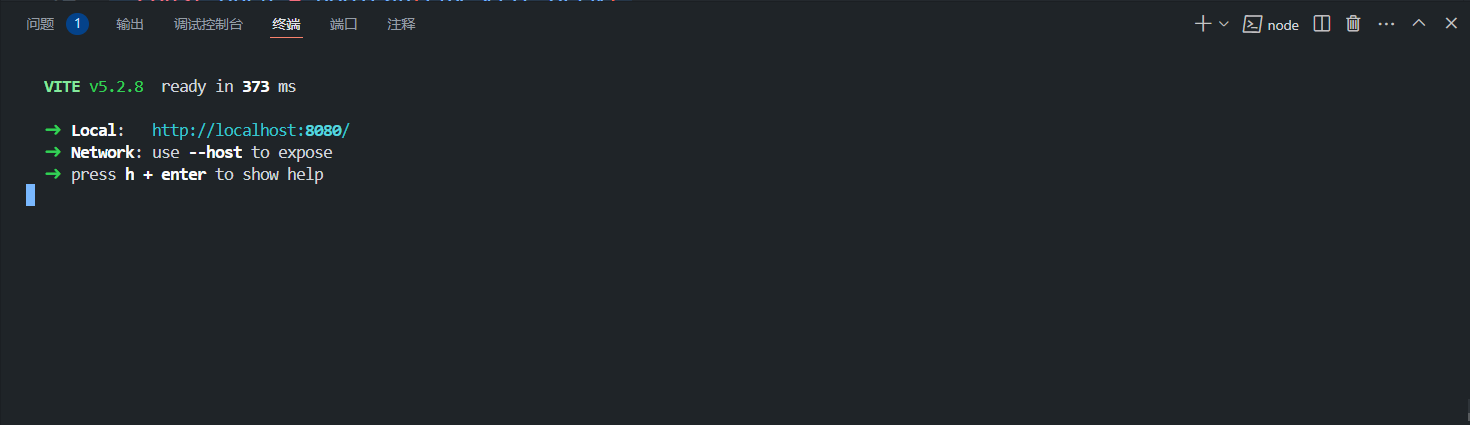 问题 1 输出 调试控制台 终端 端口 注释 node
VITE v5.2.8 ready in 373 ms
➜ Local: http://localhost:8080/
➜ Network: use --host to expose
➜ press h + enter to show help